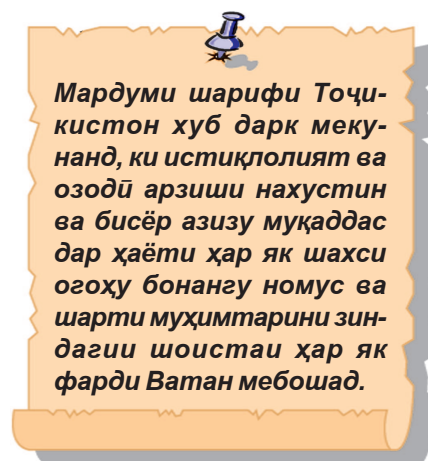 Мардуми шарифи Тоҷи-
кистон хуб дарк меку-
нанд, ки истиқлолият ва
озодӣ арзиши нахустин
ва бисёр азизу муқаддас
дар ҳаёти ҳар як шахси
огоҳу бонангу номус ва
шарти муҳимтарини зин-
дагии шоистаи ҳар як
фарди Ватан мебошад.